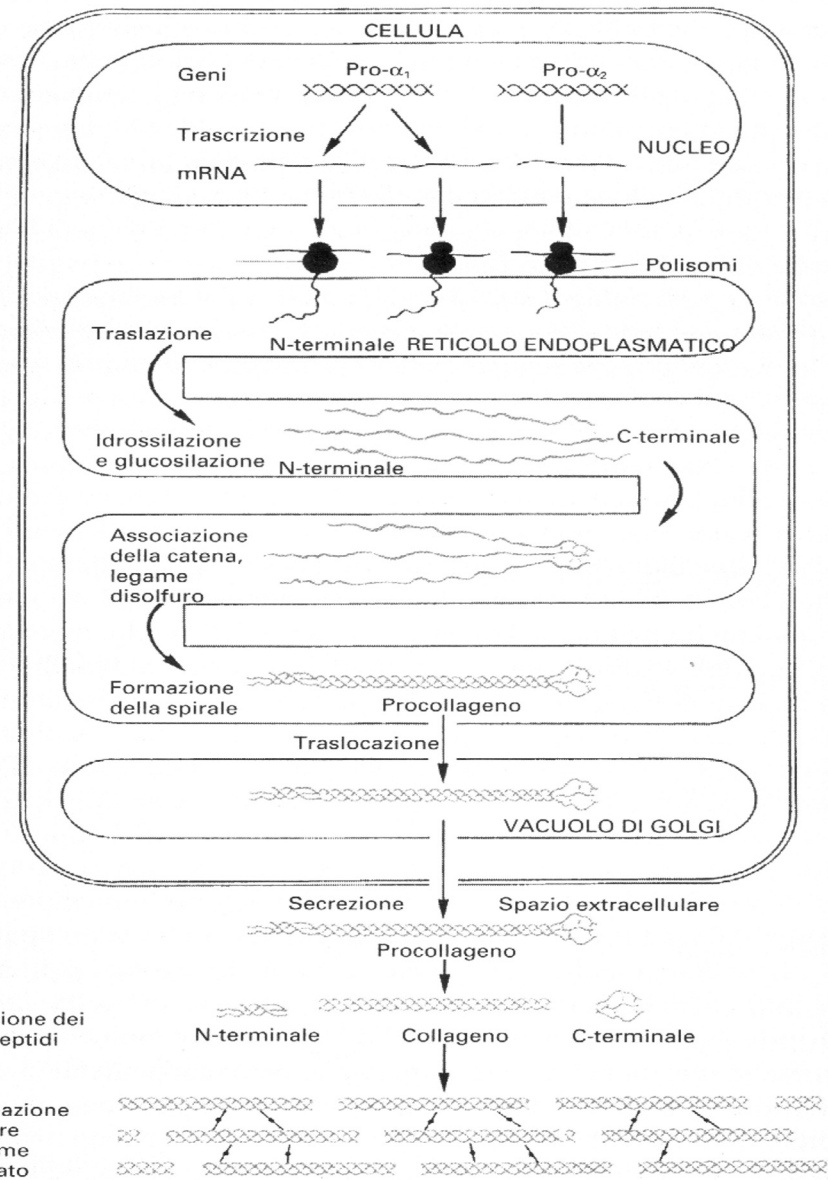 CELLULA
Geni
Pro-α₁
Pro-α₂
Trascrizione
NUCLEO
mRNA
Polisomi
Traslazione
N-terminale RETICOLO ENDOPLASMATICO
Idrossilazione
e glucosilazione
N-terminale
C-terminale
Associazione
della catena,
legame
disolfuro
Formazione
della spirale
Procollageno
Traslocazione
VACUOLO DI GOLGI
Secrezione
Spazio extracellulare
Procollageno
N-terminale
Collageno
C-terminale